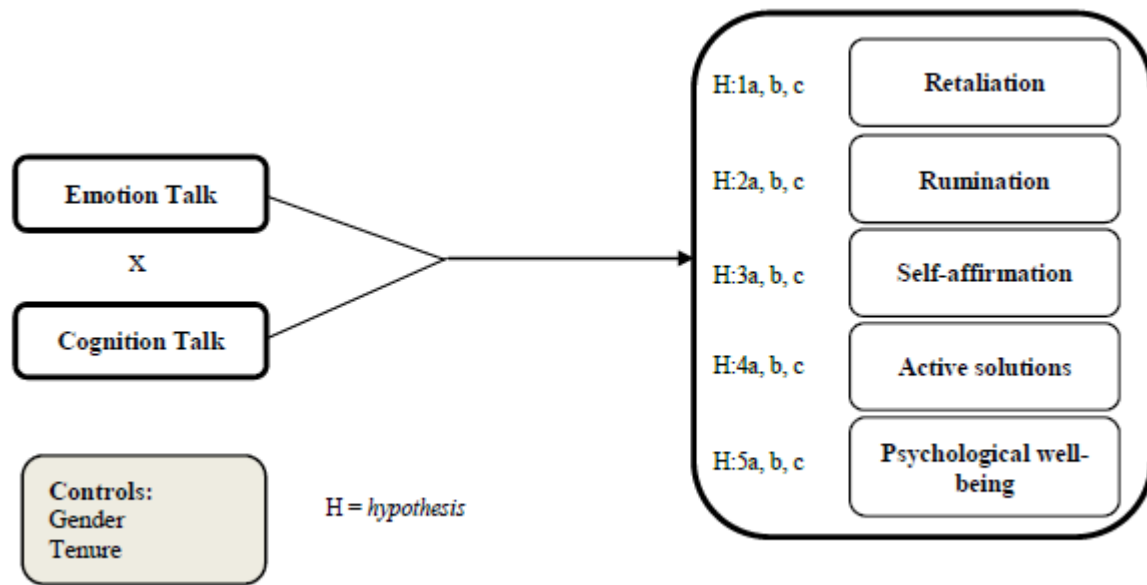 Emotion Talk
X
Cognition Talk
Controls:
Gender
Tenure
H = hypothesis
H:1a, b, c
Retaliation
H:2a, b, c
Rumination
H:3a, b, c
Self-affirmation
H:4a, b, c
Active solutions
H:5a, b, c
Psychological well-
being